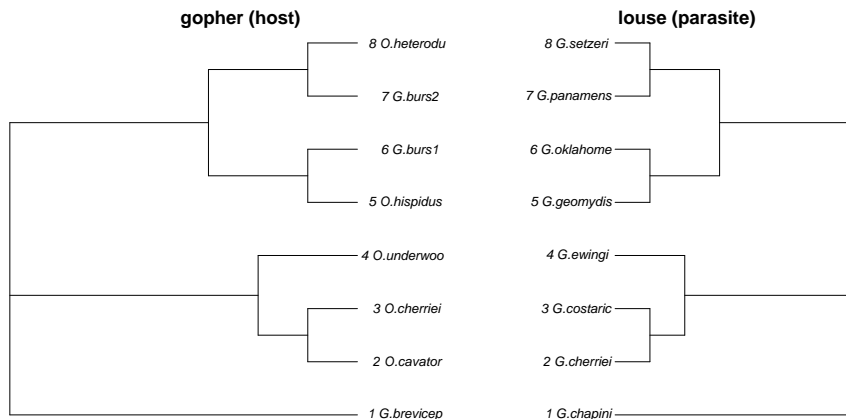 gopher (host) louse (parasite)
8 O.heterodu 8 G.setzeri
7 G.burs2 7 G.panamens
6 G.burs1 6 G.oklahome
5 O.hispidus 5 G.geomydis
4 O.underwoo 4 G.ewingi
3 O.cherriei 3 G.costaric
2 O.cavator 2 G.cherriei
1 G.brevicep 1 G.chapini